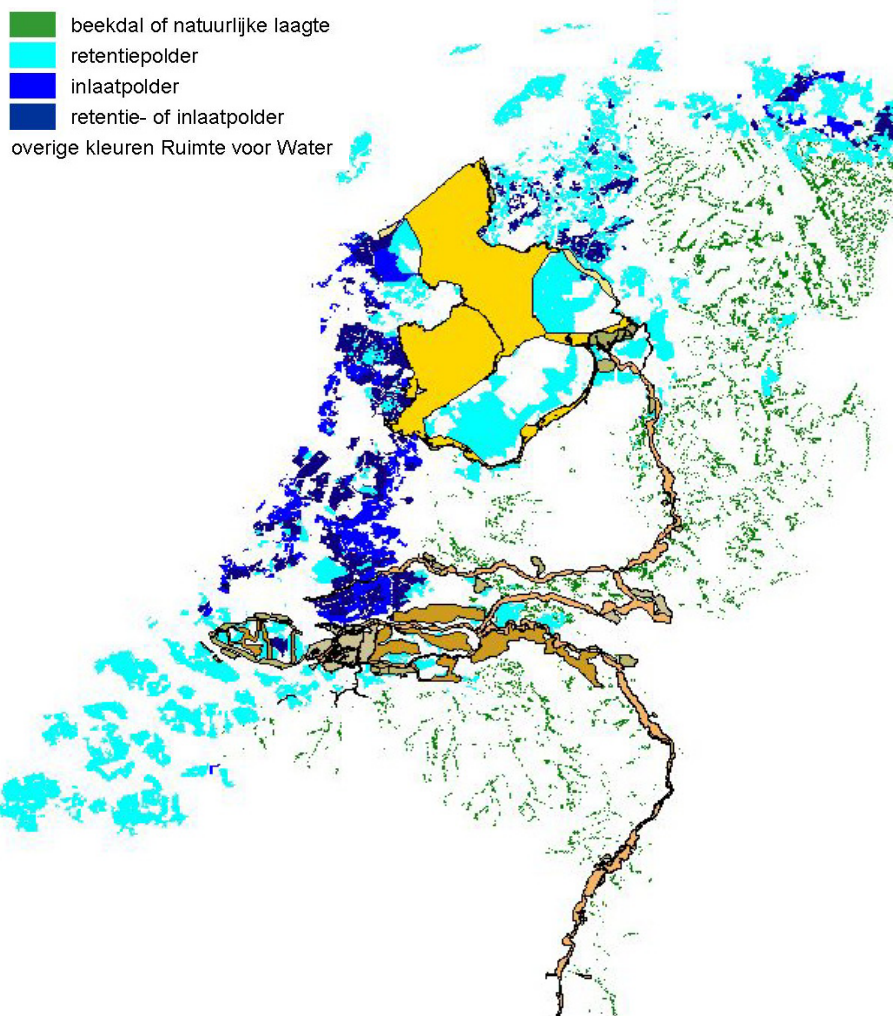 beekdal of natuurlijke laagte
retentiepolder
inlaatpolder
retentie- of inlaatpolder
overige kleuren Ruimte voor Water